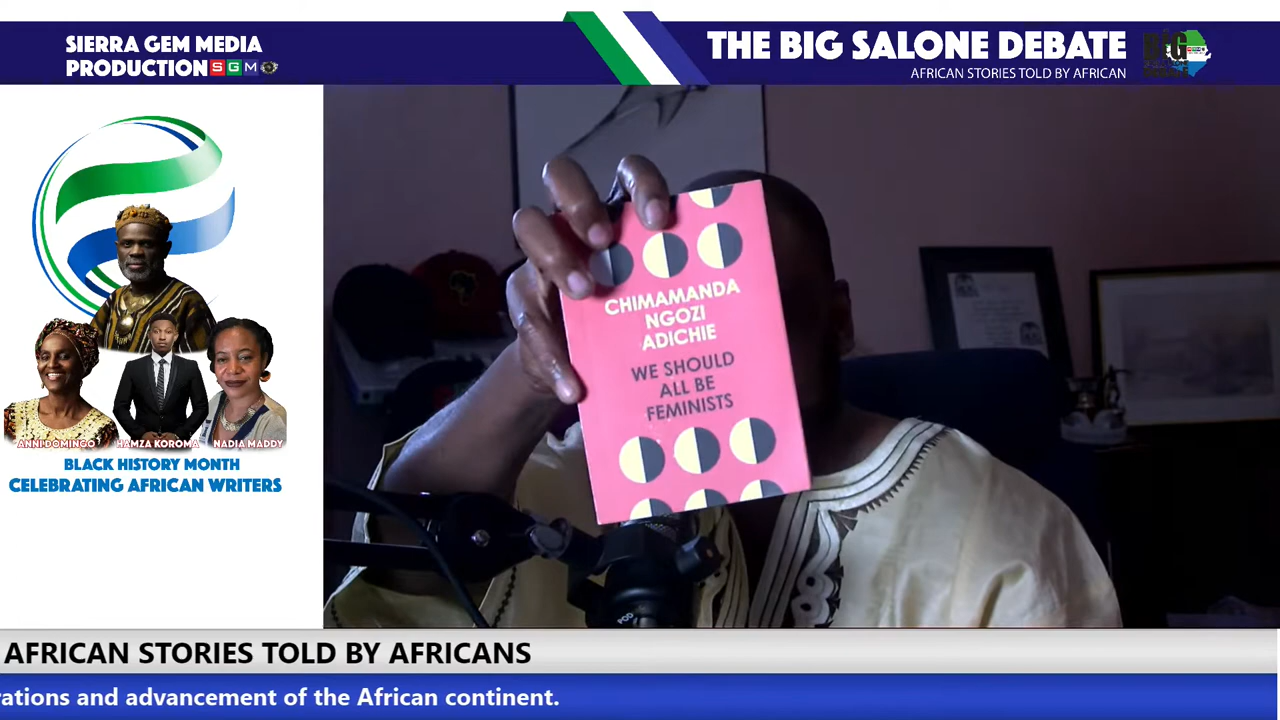 SIERRA GEM MEDIA
PRODUCTION SGM
THE BIG SALONE DEBATE
AFRICAN STORIES TOLD BY AFRICAN
BIG
CHIMAMANDA
NGOZI
ADICHIE
WE SHOULD
ALL BE
FEMINISTS
ANNI DOMINGO HAMZA KOROMA NADIA MADDY
BLACK HISTORY MONTH
CELEBRATING AFRICAN WRITERS
POD
AFRICAN STORIES TOLD BY AFRICANS
rations and advancement of the African continent.